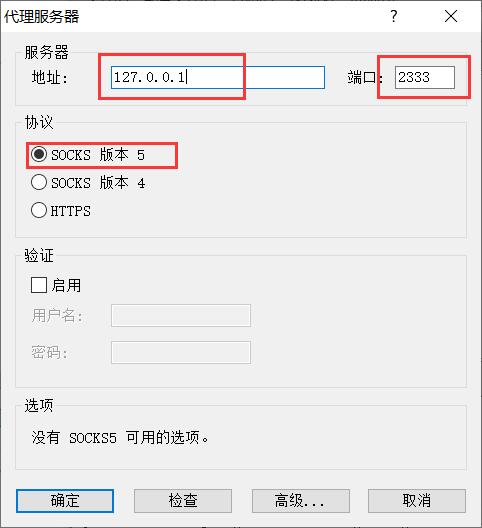 代理服务器
服务器
地址: 127.0.0.1 端口: 2333
协议
SOCKS 版本 5
SOCKS 版本 4
HTTPS
验证
启用
用户名:
密码:
选项
没有 SOCKS5 可用的选项。
确定 检查 高级... 取消